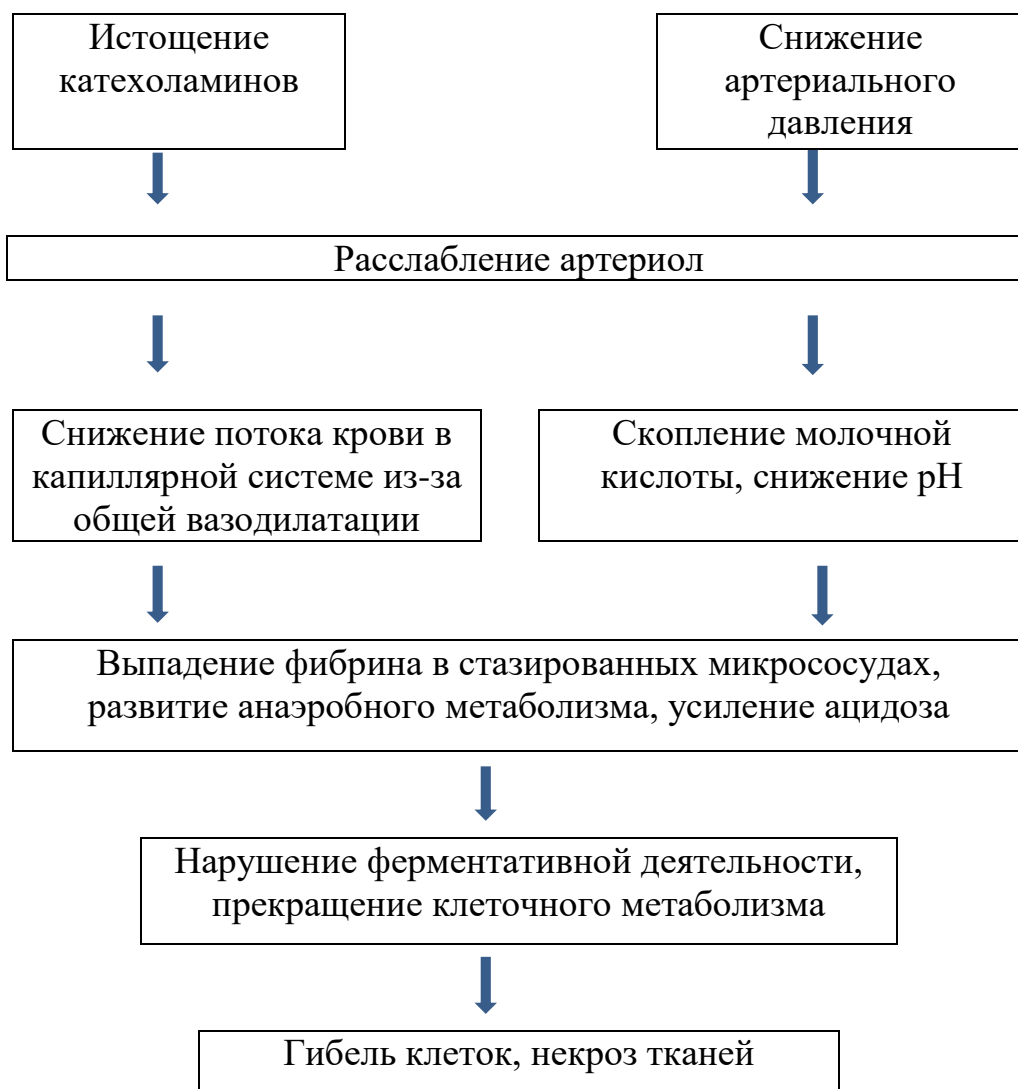 Истощение
катехоламинов
Снижение
артериального
давления
Расслабление артериол
Снижение потока крови в
капиллярной системе из-за
общей вазодилатации
Скопление молочной
кислоты, снижение рН
Выпадение фибрина в стазированных микрососудах,
развитие анаэробного метаболизма, усиление ацидоза
Нарушение ферментативной деятельности,
прекращение клеточного метаболизма
Гибель клеток, некроз тканей